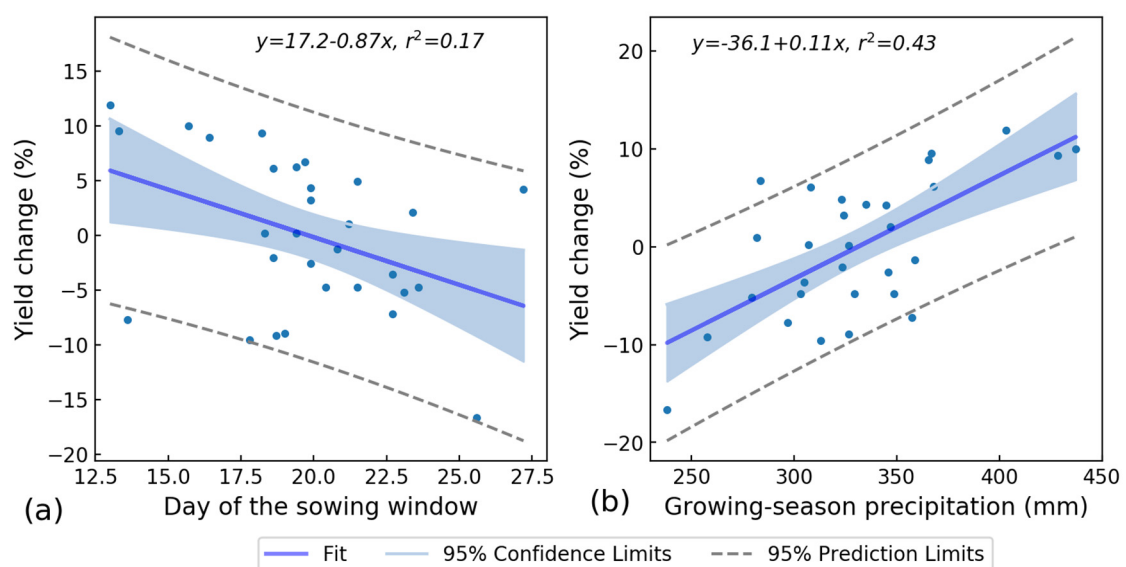 y=17.2-0.87x, r²=0.17
Yield change (%)
15
10
5
0
−5
−10
−15
−20
12.5 15.0 17.5 20.0 22.5 25.0 27.5
(a) Day of the sowing window
y=-36.1+0.11x, r²=0.43
Yield change (%)
20
10
0
−10
−20
250 300 350 400 450
(b) Growing-season precipitation (mm)
Fit 95% Confidence Limits 95% Prediction Limits